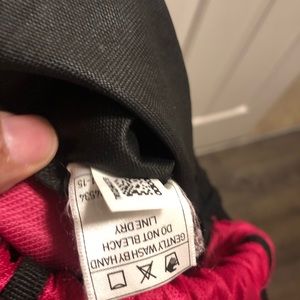 GENTLY WASH BY HAND
DO NOT BLEACH
LINE DRY